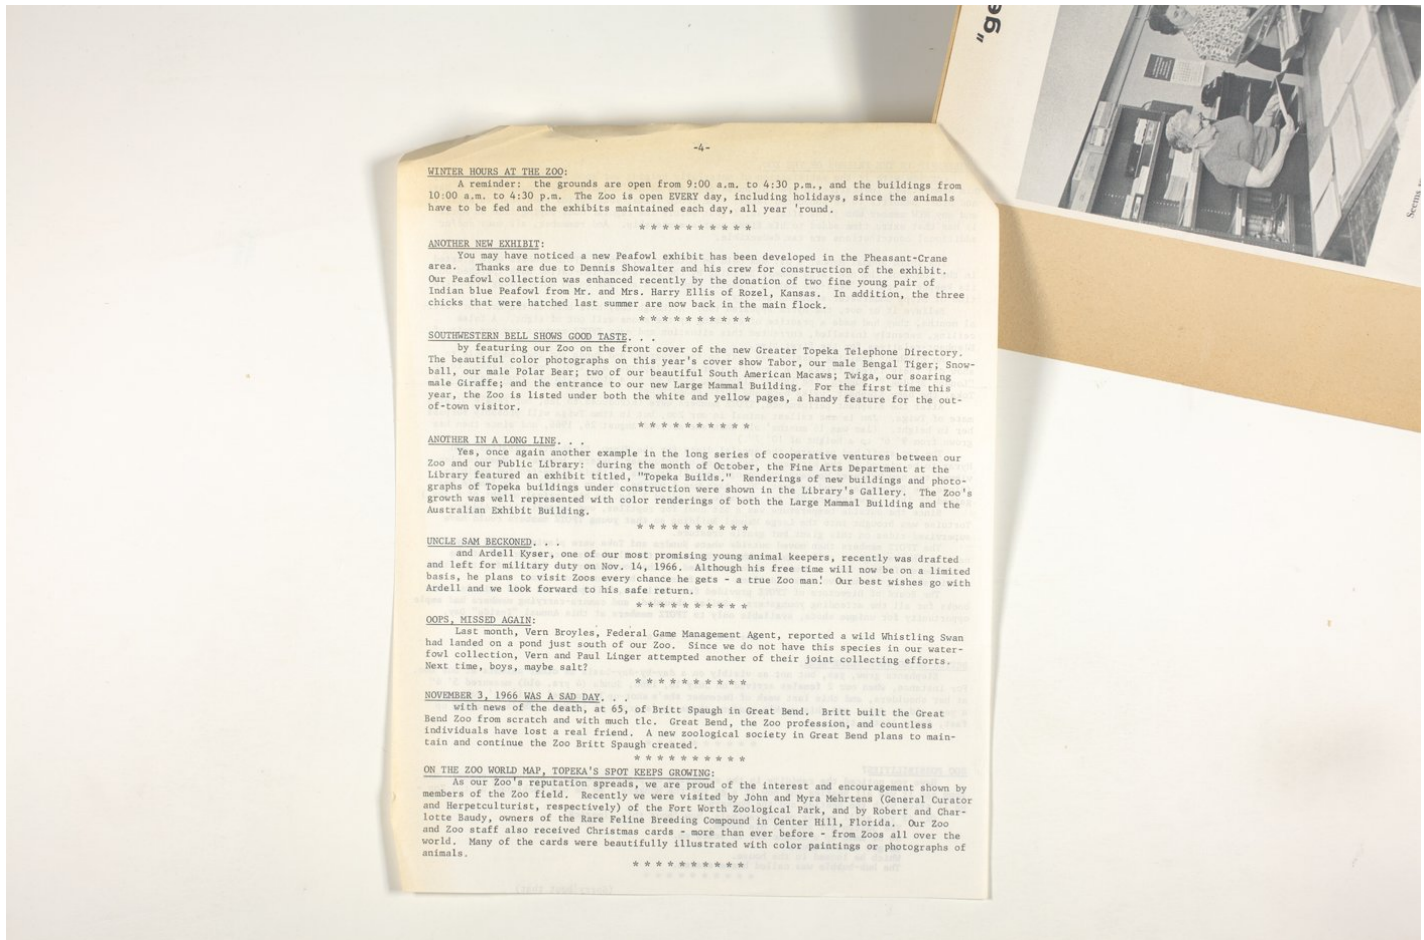 -4-
WINTER HOURS AT THE ZOO:
A reminder: the grounds are open from 9:00 a.m. to 4:30 p.m., and the buildings from
10:00 a.m. to 4:30 p.m. The Zoo is open EVERY day, including holidays, since the animals
have to be fed and the exhibits maintained each day, all year 'round.
* * * * * * * * * *
ANOTHER NEW EXHIBIT:
You may have noticed a new Peafowl exhibit has been developed in the Pheasant-Crane
area. Thanks are due to Dennis Showalter and his crew for construction of the exhibit.
Our Peafowl collection was enhanced recently by the donation of two fine young pair of
Indian blue Peafowl from Mr. and Mrs. Harry Ellis of Rozel, Kansas. In addition, the three
chicks that were hatched last summer are now back in the main flock.
* * * * * * * * * *
SOUTHWESTERN BELL SHOWS GOOD TASTE. . .
by featuring our Zoo on the front cover of the new Greater Topeka Telephone Directory.
The beautiful color photographs on this year's cover show Tabor, our male Bengal Tiger; Snow-
ball, our male Polar Bear; two of our beautiful South American Macaws; Twiga, our soaring
male Giraffe; and the entrance to our new Large Mammal Building. For the first time this
year, the Zoo is listed under both the white and yellow pages, a handy feature for the out-
of-town visitor.
* * * * * * * * * *
ANOTHER IN A LONG LINE. . .
Yes, once again another example in the long series of cooperative ventures between our
Zoo and our Public Library: during the month of October, the Fine Arts Department at the
Library featured an exhibit titled, "Topeka Builds." Renderings of new buildings and photo-
graphs of Topeka buildings under construction were shown in the Library's Gallery. The Zoo's
growth was well represented with color renderings of both the Large Mammal Building and the
Australian Exhibit Building.
* * * * * * * * * *
UNCLE SAM BECKONED. . .
and Ardell Kyser, one of our most promising young animal keepers, recently was drafted
and left for military duty on Nov. 14, 1966. Although his free time will now be on a limited
basis, he plans to visit Zoos every chance he gets - a true Zoo man! Our best wishes go with
Ardell and we look forward to his safe return.
* * * * * * * * * *
OOPS, MISSED AGAIN:
Last month, Vern Broyles, Federal Game Management Agent, reported a wild Whistling Swan
had landed on a pond just south of our Zoo. Since we do not have this species in our water-
fowl collection, Vern and Paul Linger attempted another of their joint collecting efforts.
Next time, boys, maybe salt?
* * * * * * * * * *
NOVEMBER 3, 1966 WAS A SAD DAY. . .
with news of the death, at 65, of Britt Spaugh in Great Bend. Britt built the Great
Bend Zoo from scratch and with much tlc. Great Bend, the Zoo profession, and countless
individuals have lost a real friend. A new zoological society in Great Bend plans to main-
tain and continue the Zoo Britt Spaugh created.
* * * * * * * * * *
ON THE ZOO WORLD MAP, TOPEKA'S SPOT KEEPS GROWING:
As our Zoo's reputation spreads, we are proud of the interest and encouragement shown by
members of the Zoo field. Recently we were visited by John and Myra Mehrtens (General Curator
and Herpetculturist, respectively) of the Fort Worth Zoological Park, and by Robert and Char-
lotte Baudy, owners of the Rare Feline Breeding Compound in Center Hill, Florida. Our Zoo
and Zoo staff also received Christmas cards - more than ever before - from Zoos all over the
world. Many of the cards were beautifully illustrated with color paintings or photographs of
animals.
* * * * * * * * * *
"ge
Seems